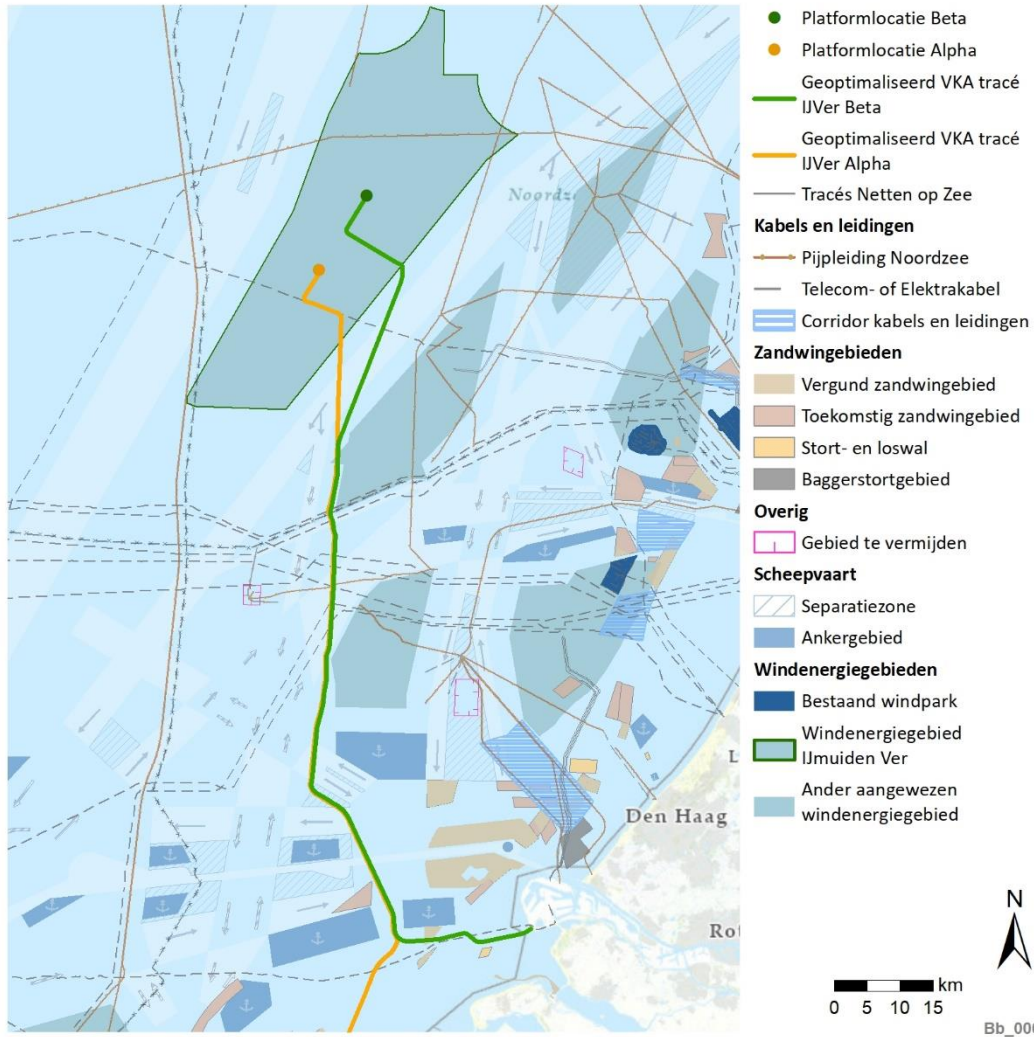 Noordz
Den Haag
L
Rot
Platformlocatie Beta
Platformlocatie Alpha
Geoptimaliseerd VKA tracé
IJVer Beta
Geoptimaliseerd VKA tracé
IJVer Alpha
Tracés Netten op Zee
Kabels en leidingen
Pijpleiding Noordzee
Telecom- of Elektrakabel
Corridor kabels en leidingen
Zandwingebieden
Vergund zandwingebied
Toekomstig zandwingebied
Stort- en loswal
Baggerstortgebied
Overig
Gebied te vermijden
Scheepvaart
Separatiezone
Ankergebied
Windenergiegebieden
Bestaand windpark
Windenergiegebied
IJmuiden Ver
Ander aangewezen
windenergiegebied
N
km
0 5 10 15
Bb_000